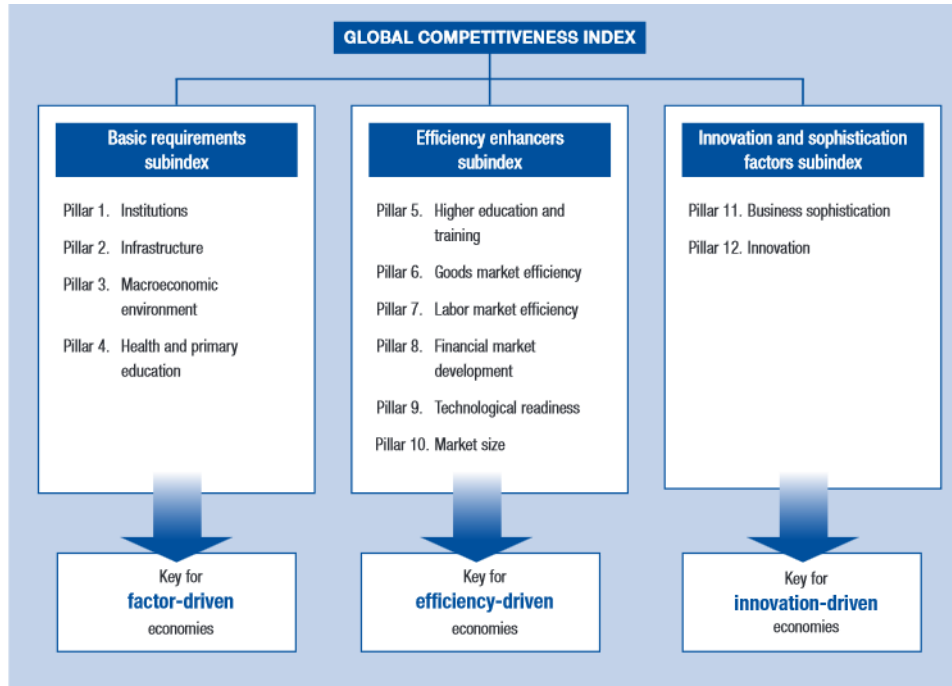 GLOBAL COMPETITIVENESS INDEX
Basic requirements
subindex
Pillar 1. Institutions
Pillar 2. Infrastructure
Pillar 3. Macroeconomic
environment
Pillar 4. Health and primary
education
Key for
factor-driven
economies
Efficiency enhancers
subindex
Pillar 5. Higher education and
training
Pillar 6. Goods market efficiency
Pillar 7. Labor market efficiency
Pillar 8. Financial market
development
Pillar 9. Technological readiness
Pillar 10. Market size
Key for
efficiency-driven
economies
Innovation and sophistication
factors subindex
Pillar 11. Business sophistication
Pillar 12. Innovation
Key for
innovation-driven
economies